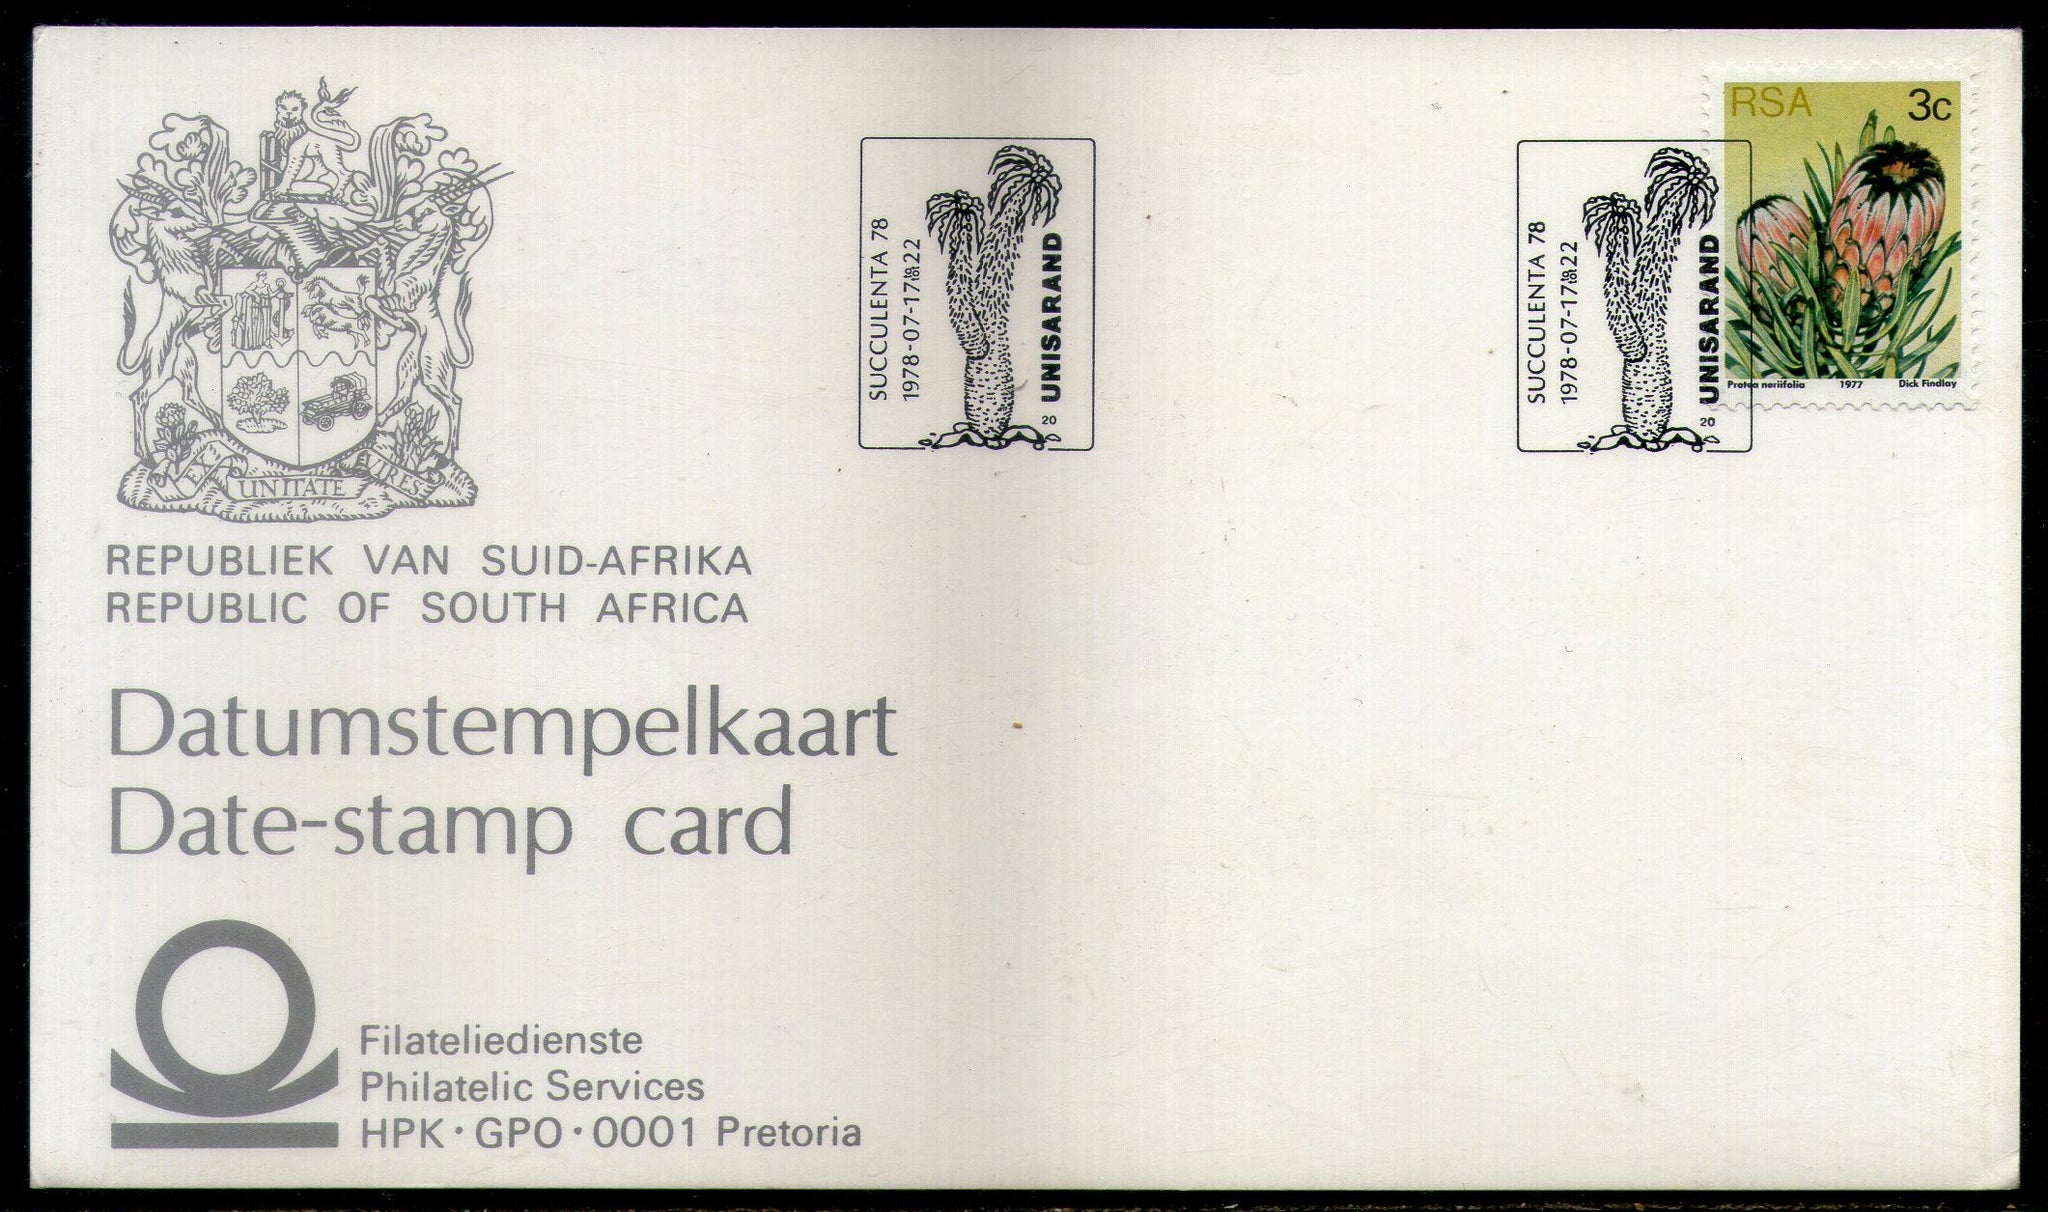 EX UNITATE VIRES
REPUBLIEK VAN SUID-AFRIKA
REPUBLIC OF SOUTH AFRICA
Datumstempelkaart
Date-stamp card
Filateliedienste
Philatelic Services
HPK · GPO · 0001 Pretoria
SUCCULENTA 78
1978-07-17 tot 22
UNISARAND
20
SUCCULENTA 78
1978-07-17 tot 22
UNISARAND
20
RSA 3c
Protea neriifolia 1977 Dick Findlay